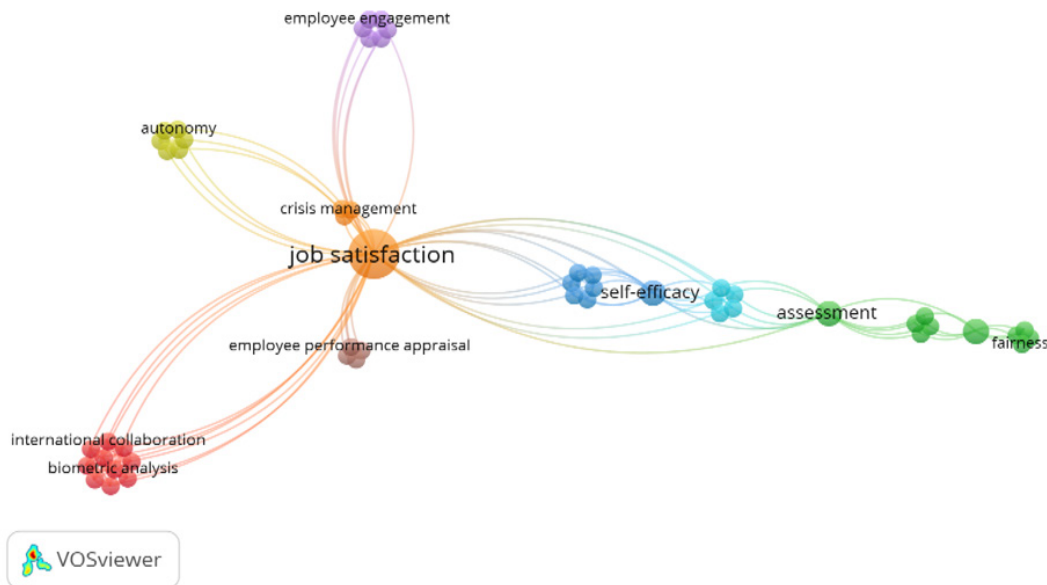 employee engagement
autonomy
crisis management
job satisfaction
self-efficacy
assessment
fairness
employee performance appraisal
international collaboration
biometric analysis
VOSviewer